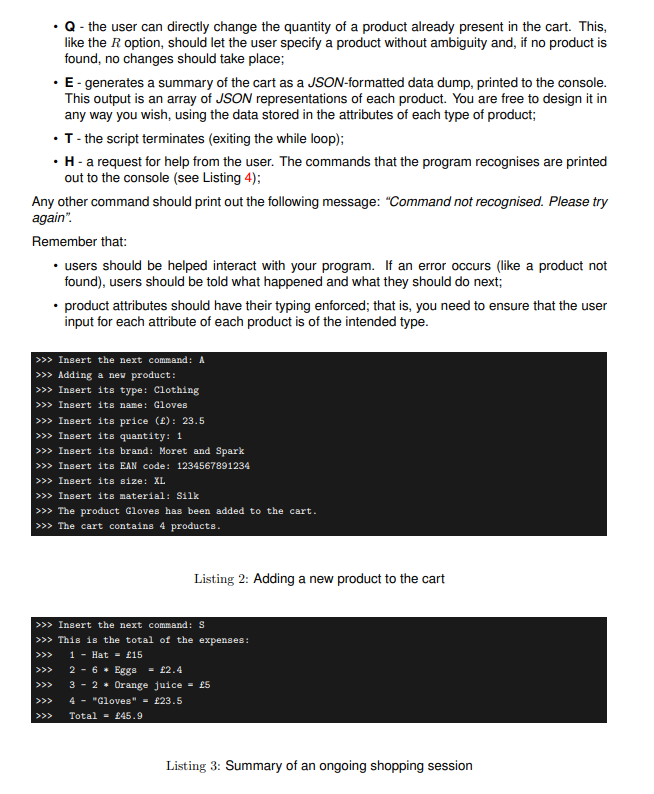 • Q - the user can directly change the quantity of a product already present in the cart. This,
like the R option, should let the user specify a product without ambiguity and, if no product is
found, no changes should take place;
• E - generates a summary of the cart as a JSON-formatted data dump, printed to the console.
This output is an array of JSON representations of each product. You are free to design it in
any way you wish, using the data stored in the attributes of each type of product;
• T - the script terminates (exiting the while loop);
• H - a request for help from the user. The commands that the program recognises are printed
out to the console (see Listing 4);
Any other command should print out the following message: “Command not recognised. Please try
again”.
Remember that:
• users should be helped interact with your program. If an error occurs (like a product not
found), users should be told what happened and what they should do next;
• product attributes should have their typing enforced; that is, you need to ensure that the user
input for each attribute of each product is of the intended type.
>>> Insert the next command: A
>>> Adding a new product:
>>> Insert its type: Clothing
>>> Insert its name: Gloves
>>> Insert its price (£): 23.5
>>> Insert its quantity: 1
>>> Insert its brand: Moret and Spark
>>> Insert its EAN code: 1234567891234
>>> Insert its size: XL
>>> Insert its material: Silk
>>> The product Gloves has been added to the cart.
>>> The cart contains 4 products.
Listing 2: Adding a new product to the cart
>>> Insert the next command: S
>>> This is the total of the expenses:
>>> 1 - Hat = £15
>>> 2 - 6 * Eggs = £2.4
>>> 3 - 2 * Orange juice = £5
>>> 4 - "Gloves" = £23.5
>>> Total = £45.9
Listing 3: Summary of an ongoing shopping session